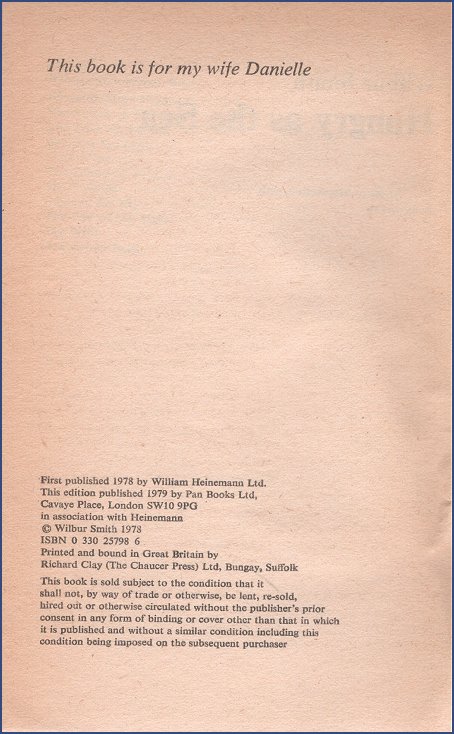 This book is for my wife Danielle
First published 1978 by William Heinemann Ltd.
This edition published 1979 by Pan Books Ltd,
Cavaye Place, London SW10 9PG
in association with Heinemann
© Wilbur Smith 1978
ISBN 0 330 25798 6
Printed and bound in Great Britain by
Richard Clay (The Chaucer Press) Ltd, Bungay, Suffolk
This book is sold subject to the condition that it
shall not, by way of trade or otherwise, be lent, re-sold,
hired out or otherwise circulated without the publisher's prior
consent in any form of binding or cover other than that in which
it is published and without a similar condition including this
condition being imposed on the subsequent purchaser